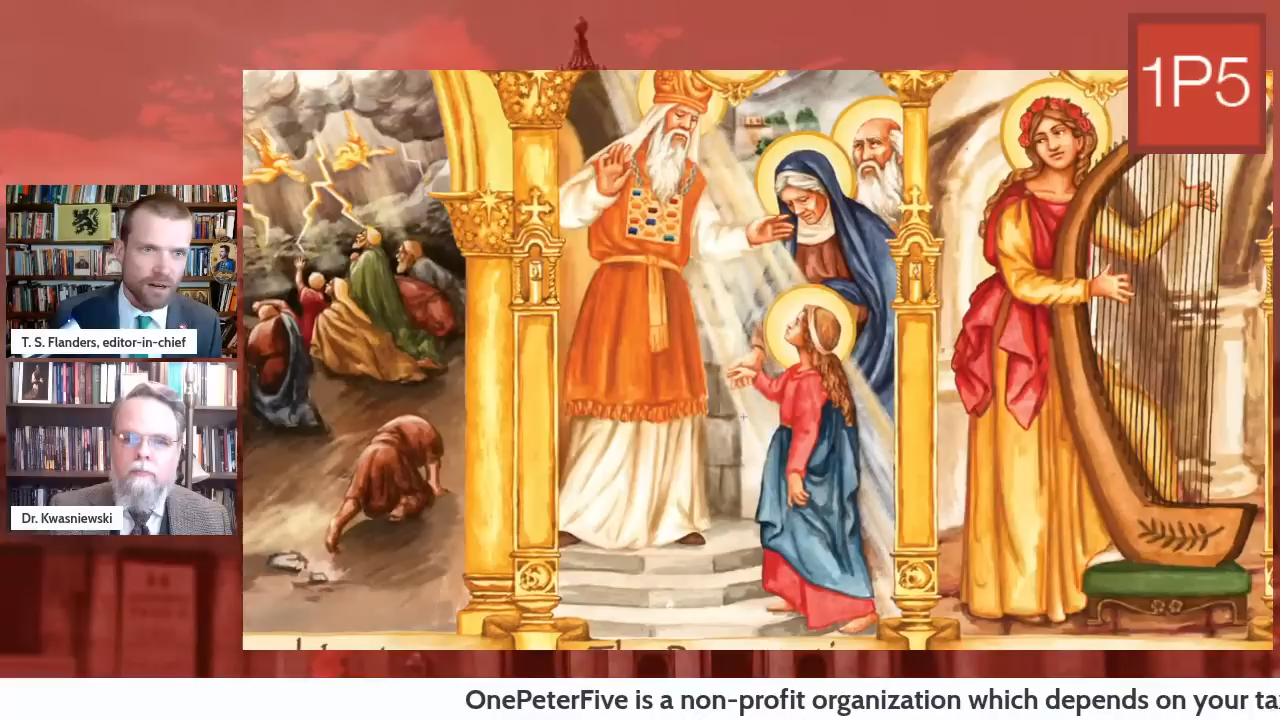 1P5
T. S. Flanders, editor-in-chief
Dr. Kwasniewski
OnePeterFive is a non-profit organization which depends on your ta